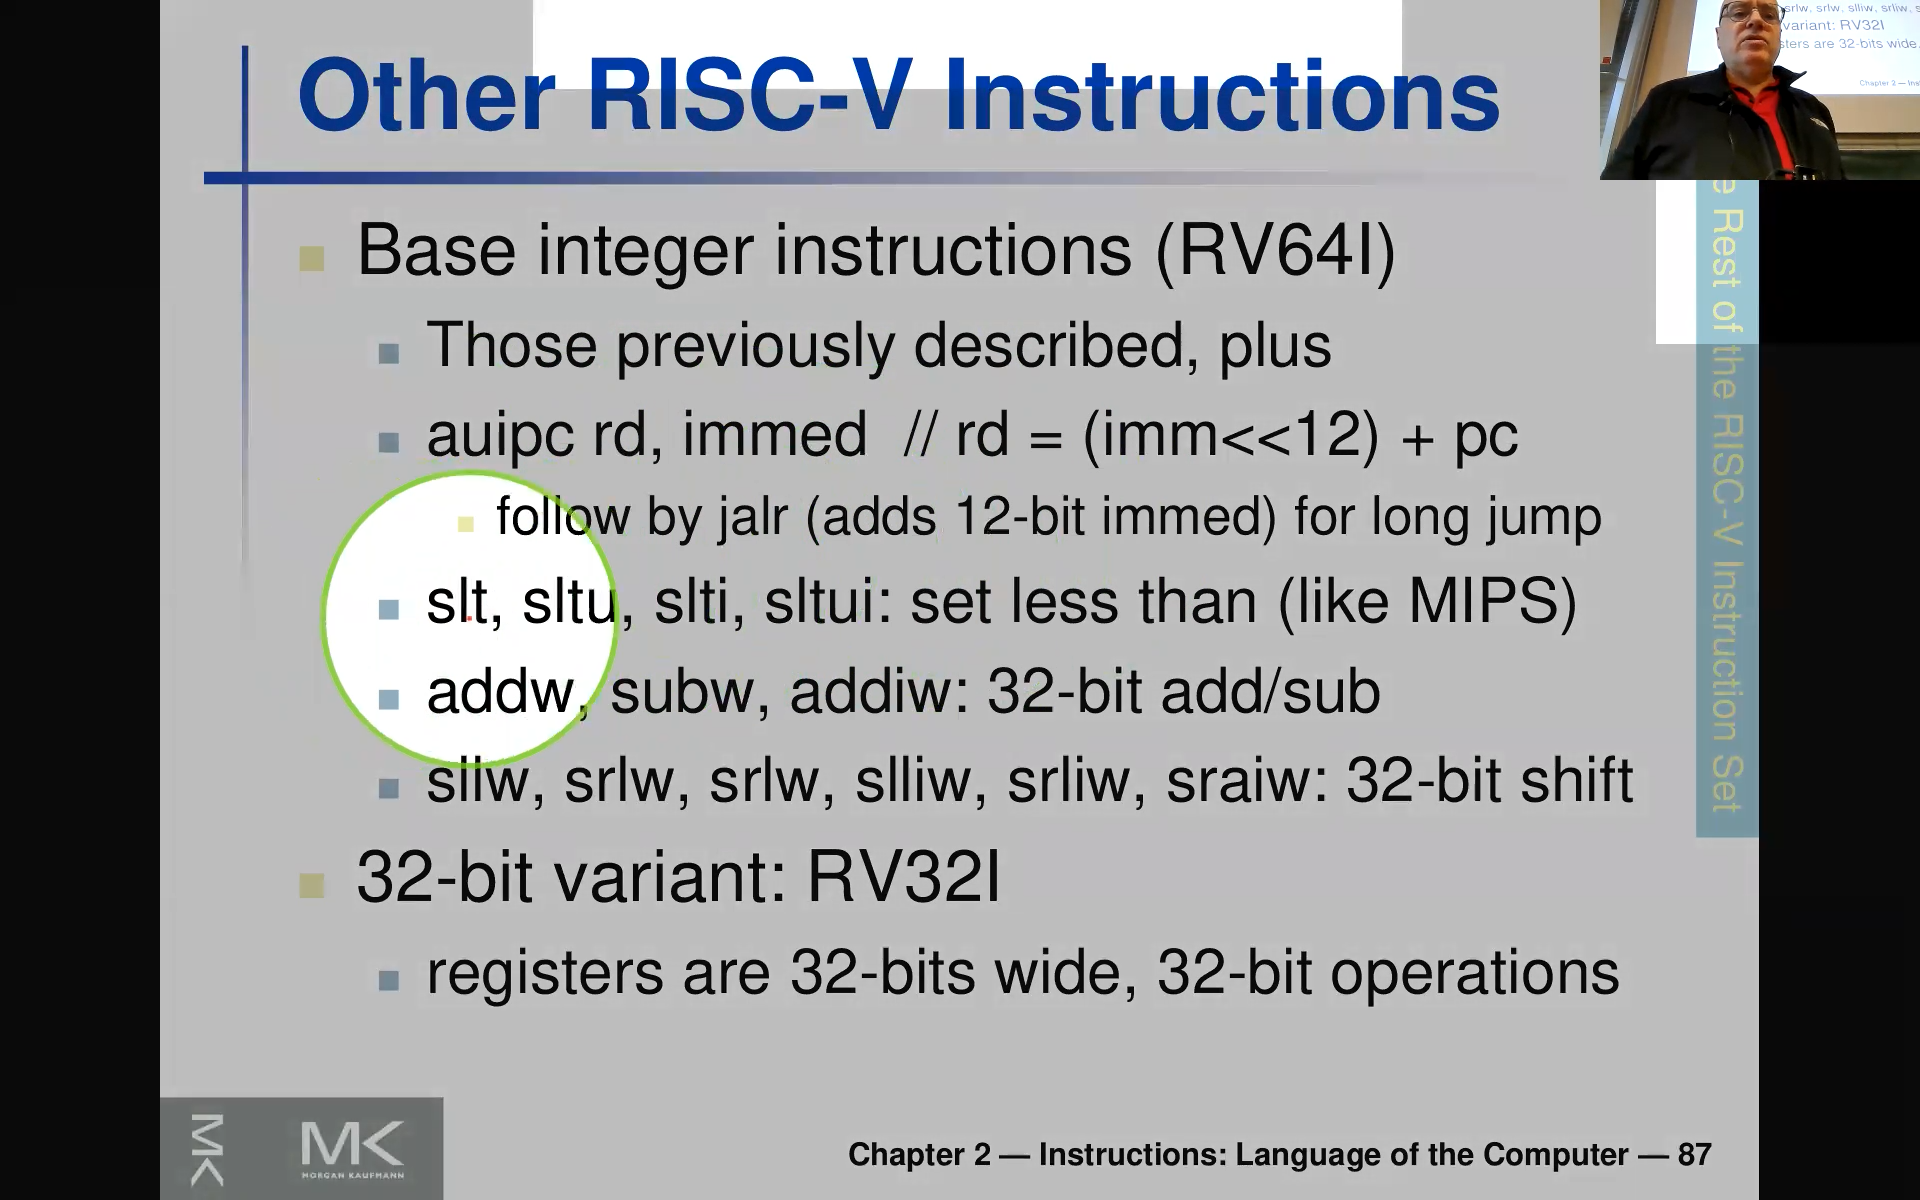 Other RISC-V Instructions
srlw, srlw, slliw, srliw, s
variant: RV32I
sters are 32-bits wide,
Chapter 2 — Ins
Base integer instructions (RV64I)
Those previously described, plus
auipc rd, immed // rd = (imm<<12) + pc
follow by jalr (adds 12-bit immed) for long jump
slt, sltu, slti, sltui: set less than (like MIPS)
addw, subw, addiw: 32-bit add/sub
sllw, srlw, srlw, slliw, srliw, sraiw: 32-bit shift
32-bit variant: RV32I
registers are 32-bits wide, 32-bit operations
e Rest of the RISC-V Instruction Set
MK
MK
MORGAN KAUFMANN
Chapter 2 — Instructions: Language of the Computer — 87